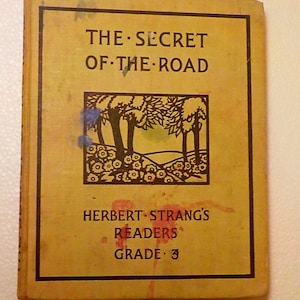 THE·SECRET
OF·THE·ROAD
HERBERT·STRANG'S
READERS
GRADE·3